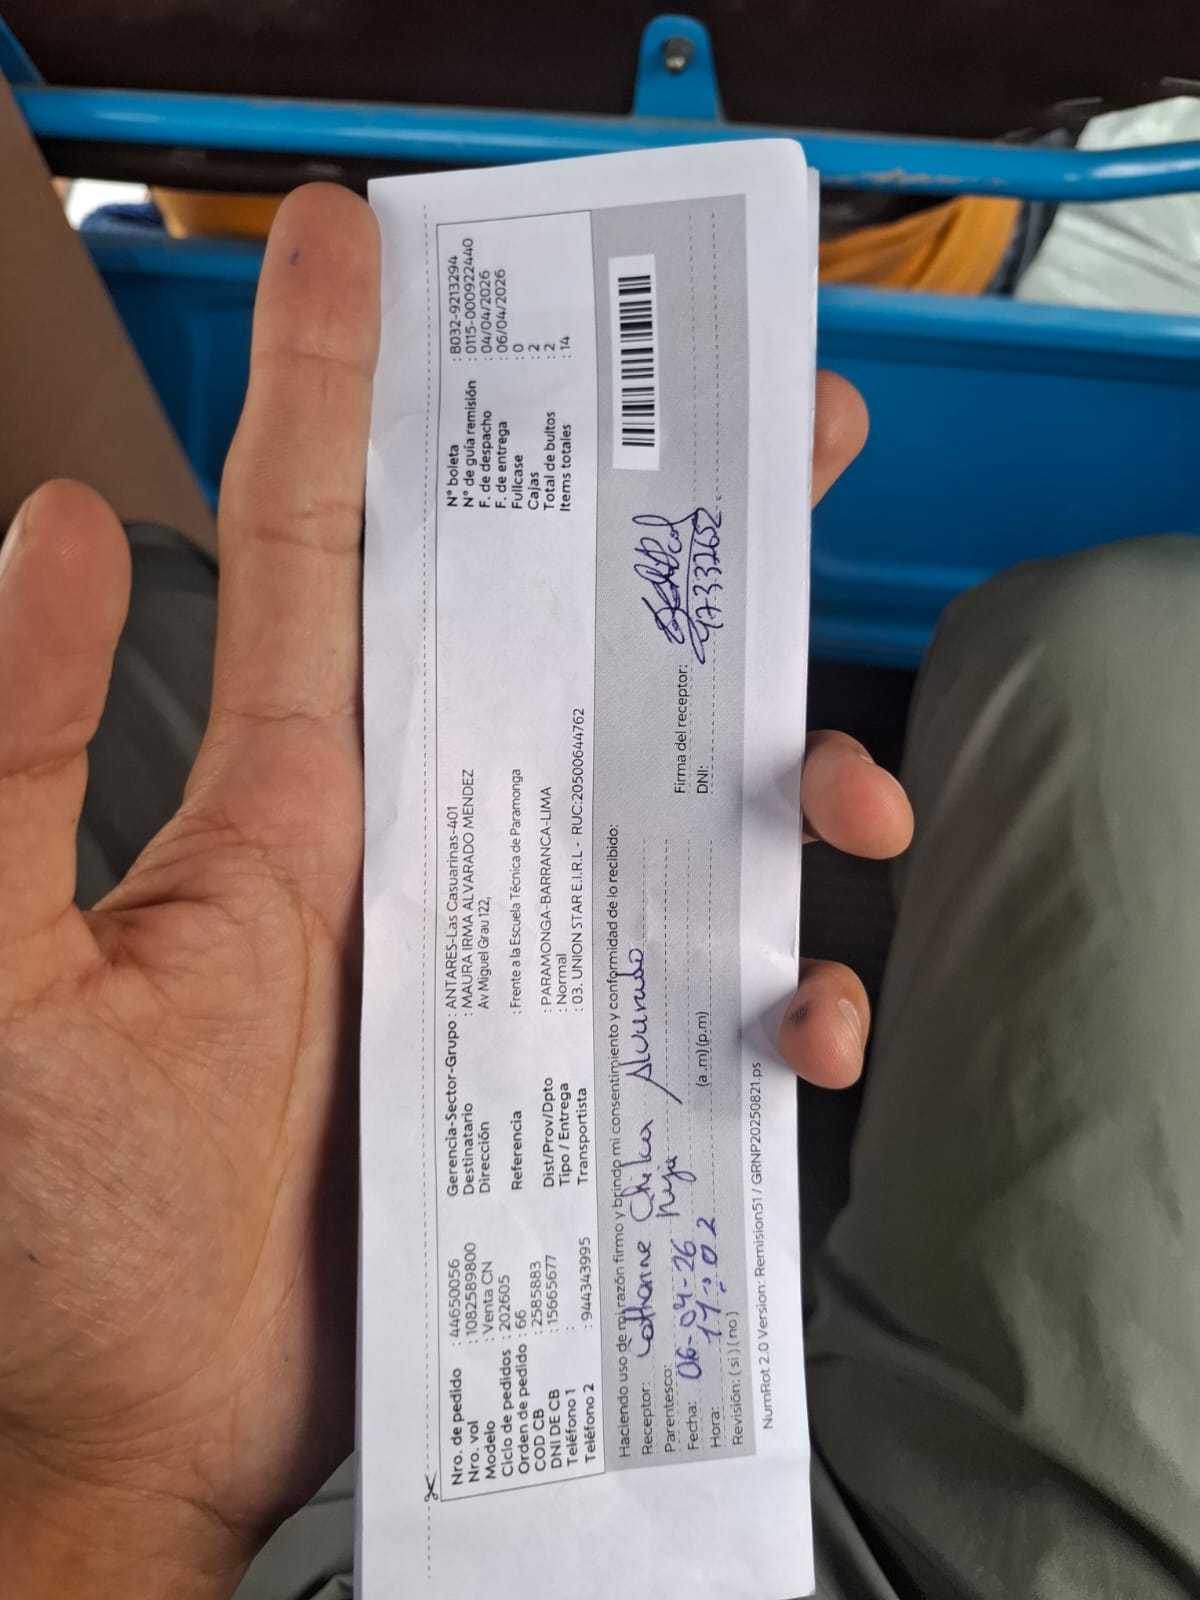 Nro. de pedido : 44650056
Nro. vol : 1082589800
Modelo : Venta CN
Ciclo de pedidos : 202605
Orden de pedido : 66
COD CB : 2585883
DNI DE CB : 15665677
Teléfono 1 :
Teléfono 2 : 944343995
Gerencia-Sector-Grupo : ANTARES-Las Casuarinas-401
Destinatario : MAURA IRMA ALVARADO MENDEZ
Dirección Av Miguel Grau 122,
Referencia : Frente a la Escuela Técnica de Paramonga
Dist/Prov/Dpto : PARAMONGA-BARRANCA-LIMA
Tipo / Entrega : Normal
Transportista : 03. UNION STAR E.I.R.L - RUC:20500644762
N° boleta : B032-9213294
N° de guía remisión : 0115-000922440
F. de despacho : 04/04/2026
F. de entrega : 06/04/2026
Fullcase : 0
Cajas : 2
Total de bultos : 2
Items totales : 14
Haciendo uso de mi razón firmo y brindo mi consentimiento y conformidad de lo recibido:
Receptor: Alvarado
Parentesco: hija
Fecha: 06-04-26
Hora: (a.m)(p.m)
Revisión: ( si ) ( no )
Firma del receptor:
DNI: 47332652
NumRot 2.0 Version: Remision51 / GRNP20250821.ps